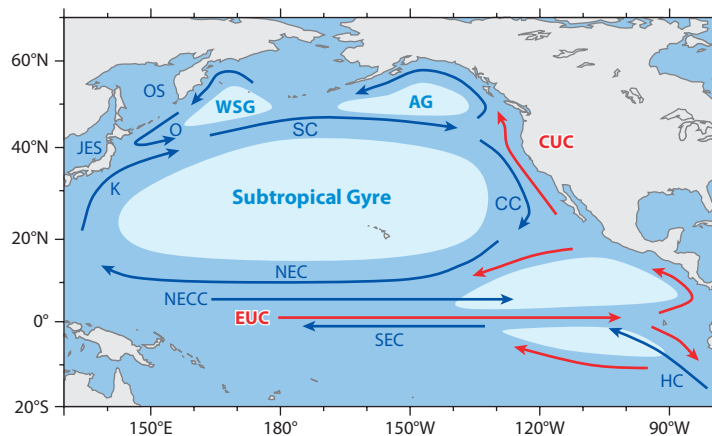 60°N
OS
WSG
AG
O
SC
JES
CUC
40°N
K
Subtropical Gyre
CC
20°N
NEC
NECC
EUC
0°
SEC
HC
20°S
150°E
180°
150°W
120°W
90°W